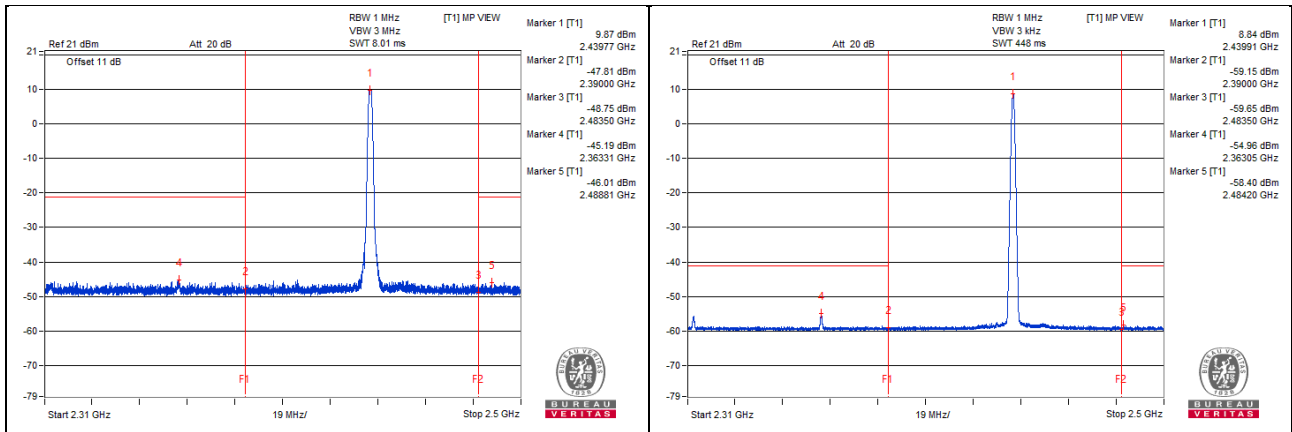 RBW 1 MHz [T1] MP VIEW
VBW 3 MHz
Ref 21 dBm Att 20 dB SWT 8.01 ms
Offset 11 dB
21
10
0
-10
-20
-30
-40
-50
-60
-70
-79
1
2
3
4
5
F1
F2
Start 2.31 GHz 19 MHz/ Stop 2.5 GHz
Marker 1 [T1]
9.87 dBm
2.43977 GHz
Marker 2 [T1]
-47.81 dBm
2.39000 GHz
Marker 3 [T1]
-48.75 dBm
2.48350 GHz
Marker 4 [T1]
-45.19 dBm
2.36331 GHz
Marker 5 [T1]
-46.01 dBm
2.48881 GHz
BUREAU VERITAS
1828
BUREAU
VERITAS
RBW 1 MHz [T1] MP VIEW
VBW 3 kHz
Ref 21 dBm Att 20 dB SWT 448 ms
Offset 11 dB
21
10
0
-10
-20
-30
-40
-50
-60
-70
-79
1
2
4
5
F1
F2
Start 2.31 GHz 19 MHz/ Stop 2.5 GHz
Marker 1 [T1]
8.84 dBm
2.43991 GHz
Marker 2 [T1]
-59.15 dBm
2.39000 GHz
Marker 3 [T1]
-59.65 dBm
2.48350 GHz
Marker 4 [T1]
-54.96 dBm
2.36305 GHz
Marker 5 [T1]
-58.40 dBm
2.48420 GHz
BUREAU VERITAS
1828
BUREAU
VERITAS